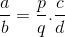 a/b = p/q . c/d